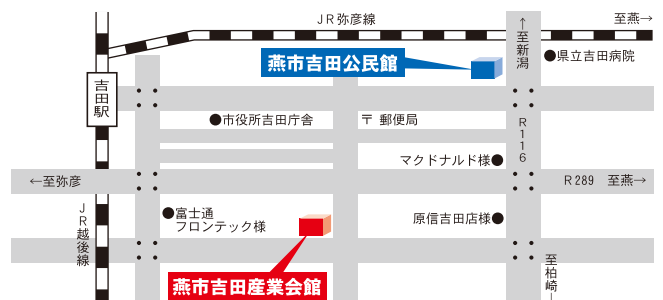 JR弥彦線
至燕→
↑至新潟
燕市吉田公民館
●県立吉田病院
吉田駅
●市役所吉田庁舎
〒 郵便局
R116
マクドナルド様●
←至弥彦
R289 至燕→
JR越後線
●富士通
フロンテック様
原信吉田店様●
燕市吉田産業会館
至柏崎→